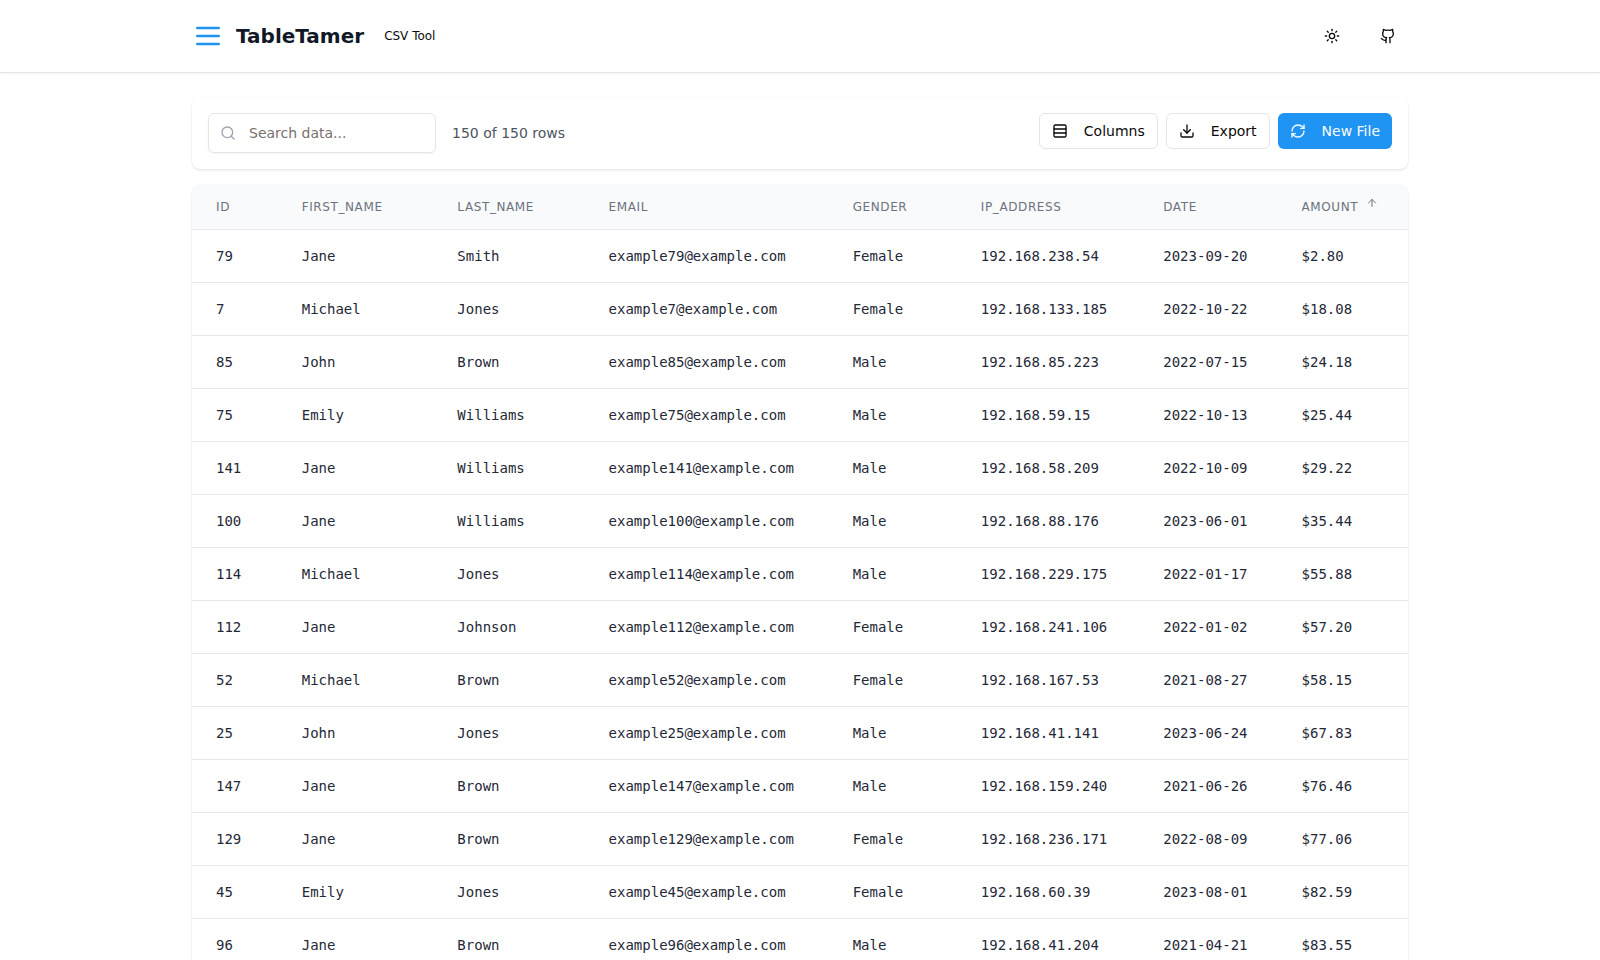 TableTamer CSV Tool
Search data... 150 of 150 rows Columns Export New File
ID FIRST_NAME LAST_NAME EMAIL GENDER IP_ADDRESS DATE AMOUNT
79 Jane Smith example79@example.com Female 192.168.238.54 2023-09-20 $2.80
7 Michael Jones example7@example.com Female 192.168.133.185 2022-10-22 $18.08
85 John Brown example85@example.com Male 192.168.85.223 2022-07-15 $24.18
75 Emily Williams example75@example.com Male 192.168.59.15 2022-10-13 $25.44
141 Jane Williams example141@example.com Male 192.168.58.209 2022-10-09 $29.22
100 Jane Williams example100@example.com Male 192.168.88.176 2023-06-01 $35.44
114 Michael Jones example114@example.com Male 192.168.229.175 2022-01-17 $55.88
112 Jane Johnson example112@example.com Female 192.168.241.106 2022-01-02 $57.20
52 Michael Brown example52@example.com Female 192.168.167.53 2021-08-27 $58.15
25 John Jones example25@example.com Male 192.168.41.141 2023-06-24 $67.83
147 Jane Brown example147@example.com Male 192.168.159.240 2021-06-26 $76.46
129 Jane Brown example129@example.com Female 192.168.236.171 2022-08-09 $77.06
45 Emily Jones example45@example.com Female 192.168.60.39 2023-08-01 $82.59
96 Jane Brown example96@example.com Male 192.168.41.204 2021-04-21 $83.55